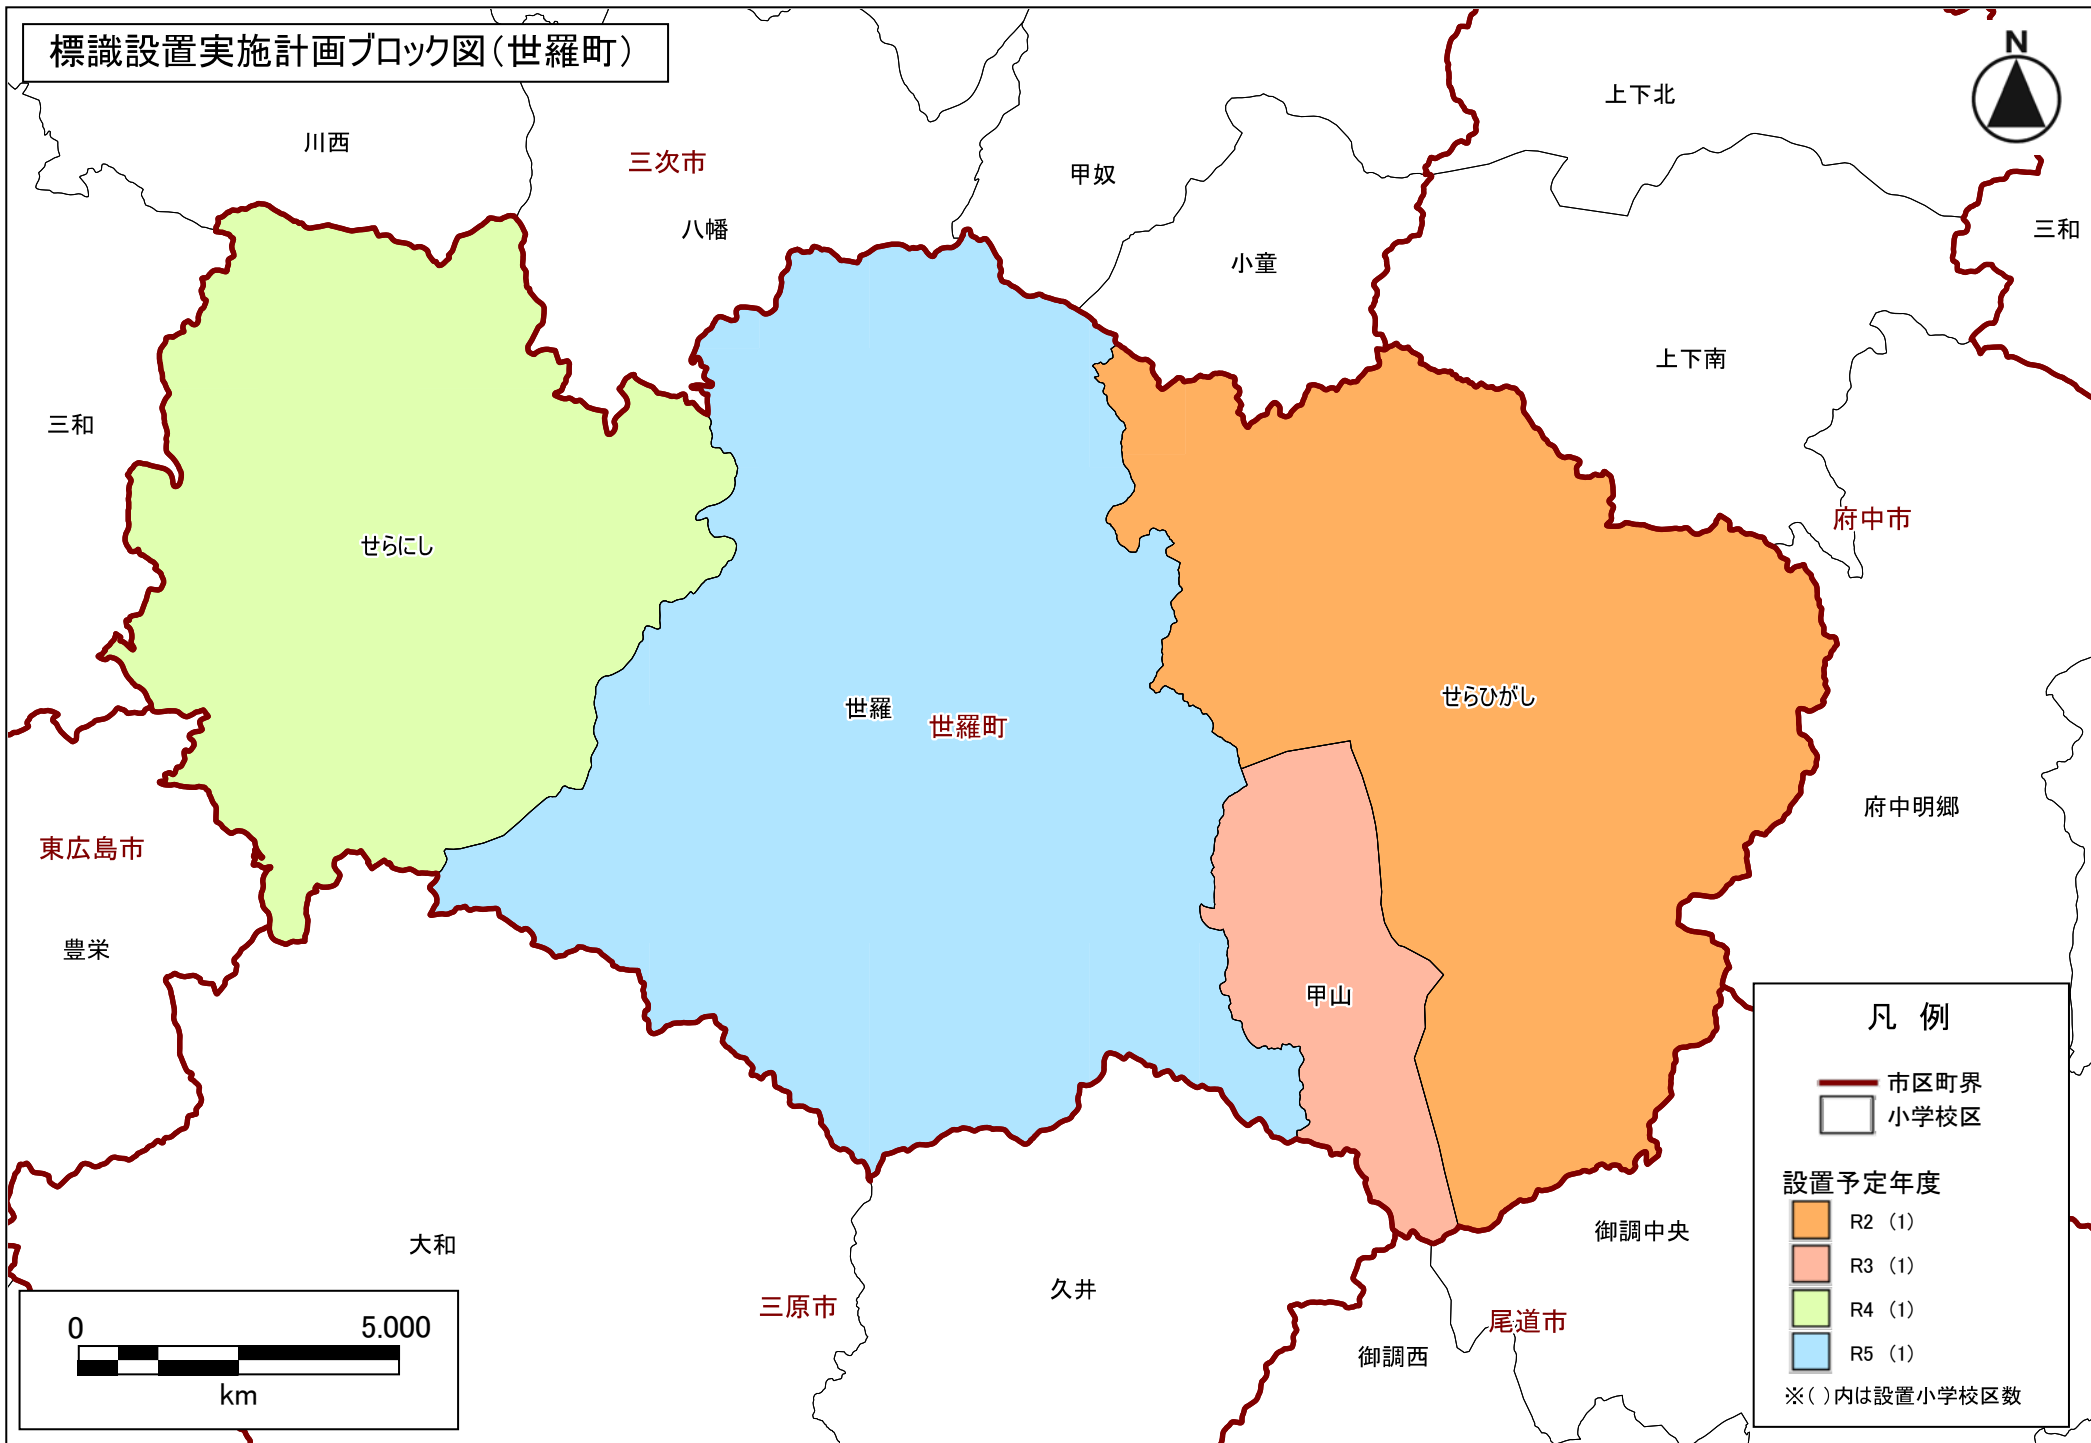 標識設置実施計画ブロック図（世羅町）
N
上下北
川西
三次市
甲奴
八幡
三和
小童
上下南
三和
府中市
せらにし
せらひがし
世羅
世羅町
府中明郷
東広島市
豊栄
甲山
御調中央
大和
久井
三原市
尾道市
御調西
0 5.000
km
凡 例
市区町界
小学校区
設置予定年度
R2 （1）
R3 （1）
R4 （1）
R5 （1）
※（ ）内は設置小学校区数